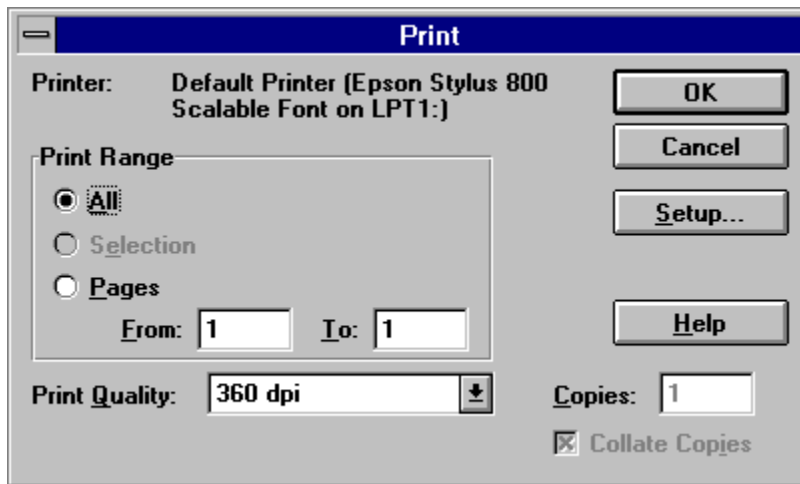 Print
Printer: Default Printer (Epson Stylus 800
Scalable Font on LPT1:)
OK
Cancel
Print Range
All
Setup...
Selection
Pages
From: 1 To: 1
Help
Print Quality: 360 dpi
Copies: 1
Collate Copies